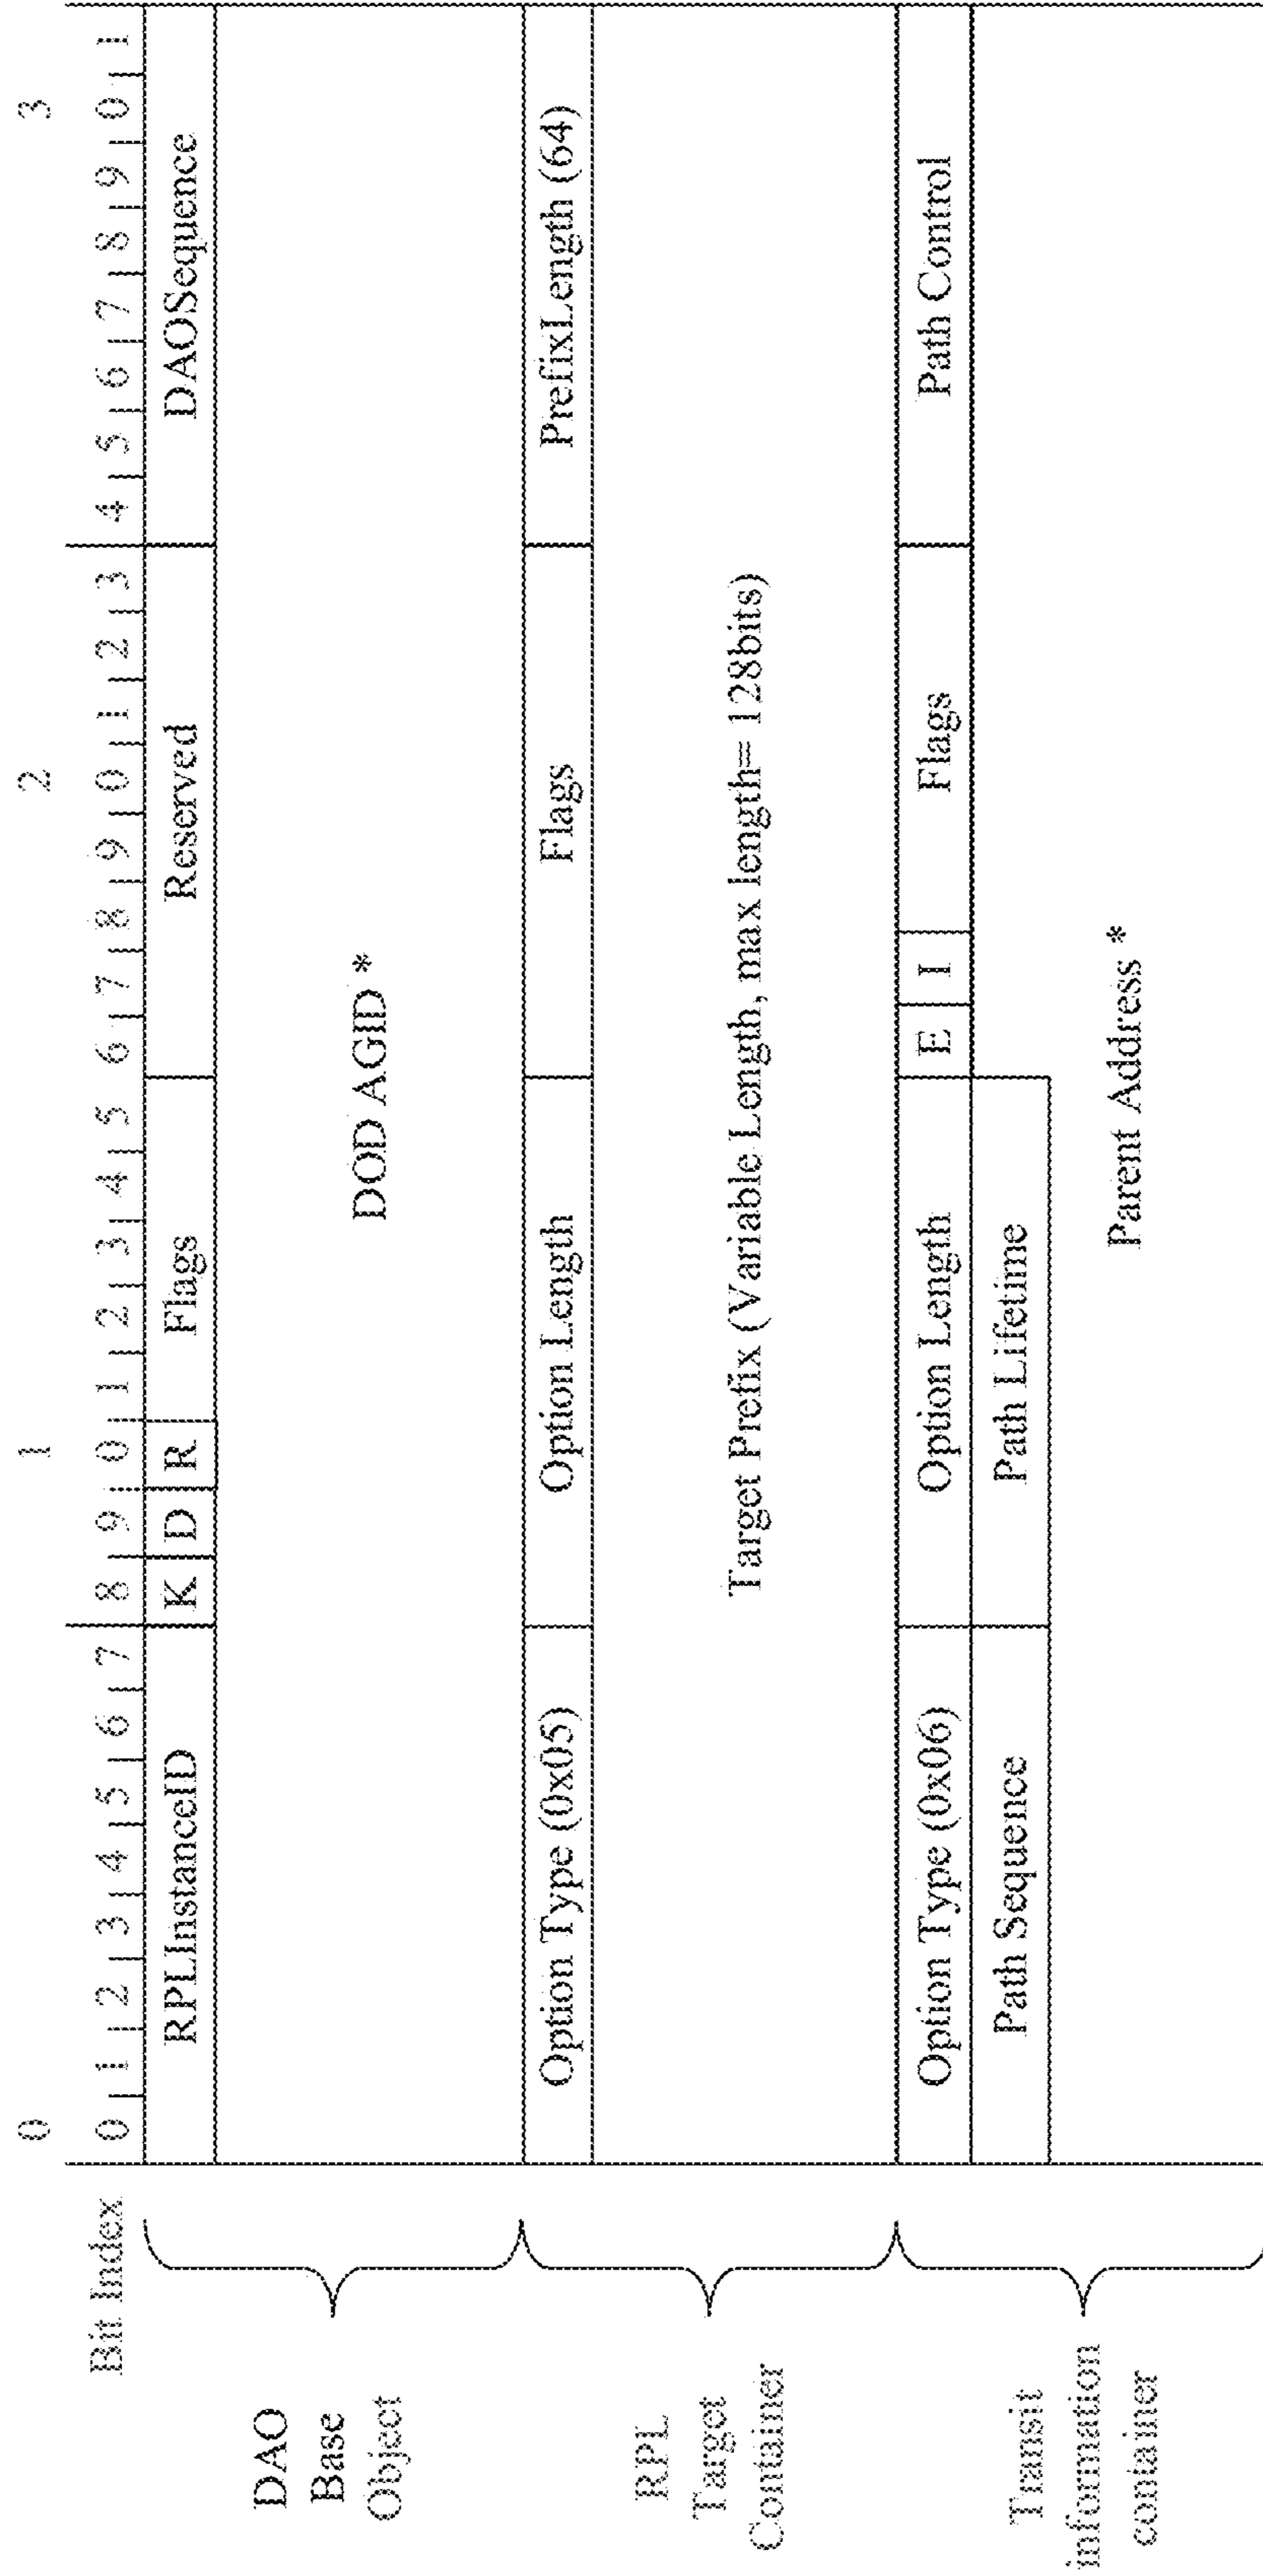 0 1 2 3
Bit Index 0 1 2 3 4 5 6 7 8 9 0 1 2 3 4 5 6 7 8 9 0 1 2 3 4 5 6 7 8 9 0 1
RPLInstanceID K D R Flags Reserved DAOSequence
DAO
Base
Object
DOD AGID *
Option Type (0x05) Option Length Flags PrefixLength (64)
RPL
Target
Container
Target Prefix (Variable Length, max length= 128bits)
Option Type (0x06) Option Length E I Flags Path Control
Path Sequence Path Lifetime
Transit
information
container
Parent Address *